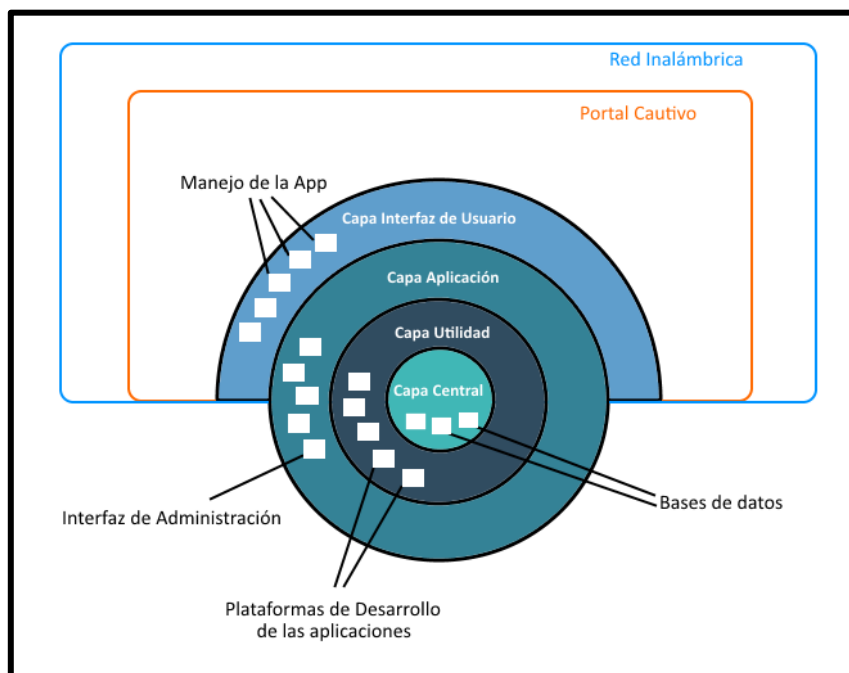 Red Inalámbrica
Portal Cautivo
Manejo de la App
Capa Interfaz de Usuario
Capa Aplicación
Capa Utilidad
Capa Central
Bases de datos
Interfaz de Administración
Plataformas de Desarrollo
de las aplicaciones